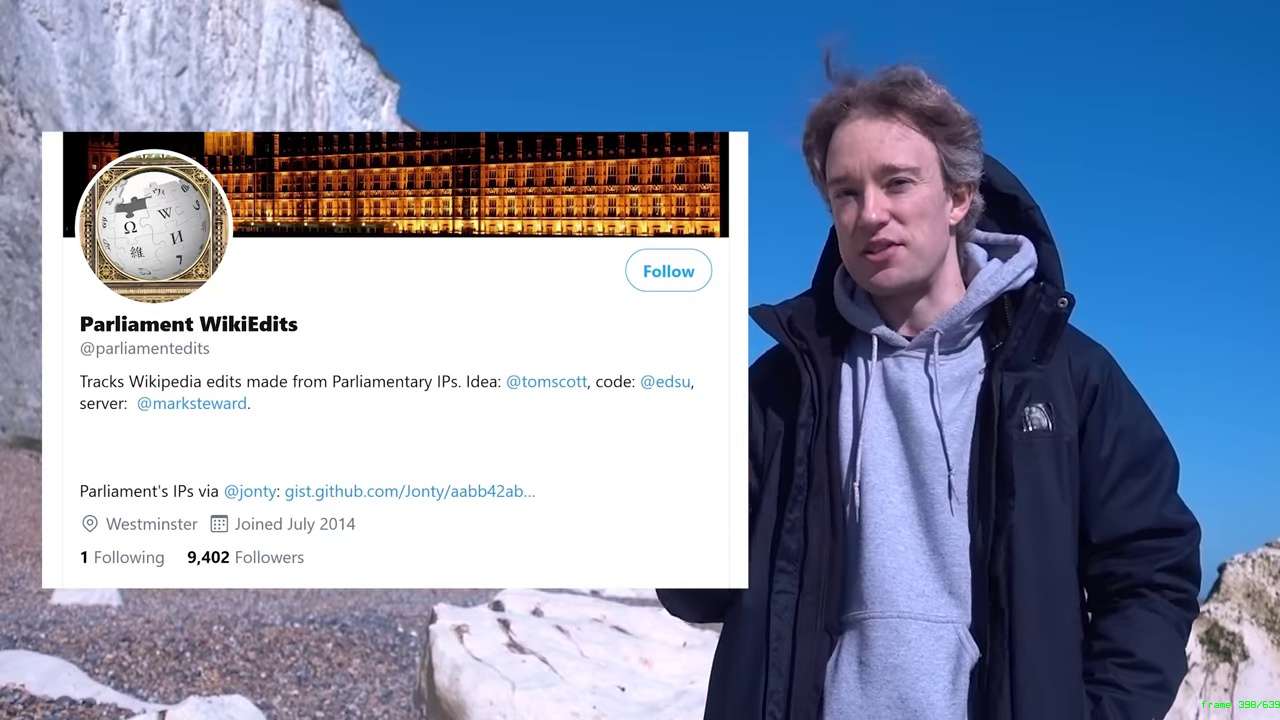 Follow
Parliament WikiEdits
@parliamentedits
Tracks Wikipedia edits made from Parliamentary IPs. Idea: @tomscott, code: @edsu,
server: @marksteward.
Parliament's IPs via @jonty: gist.github.com/Jonty/aabb42ab...
Westminster Joined July 2014
1 Following 9,402 Followers
frame 398/639